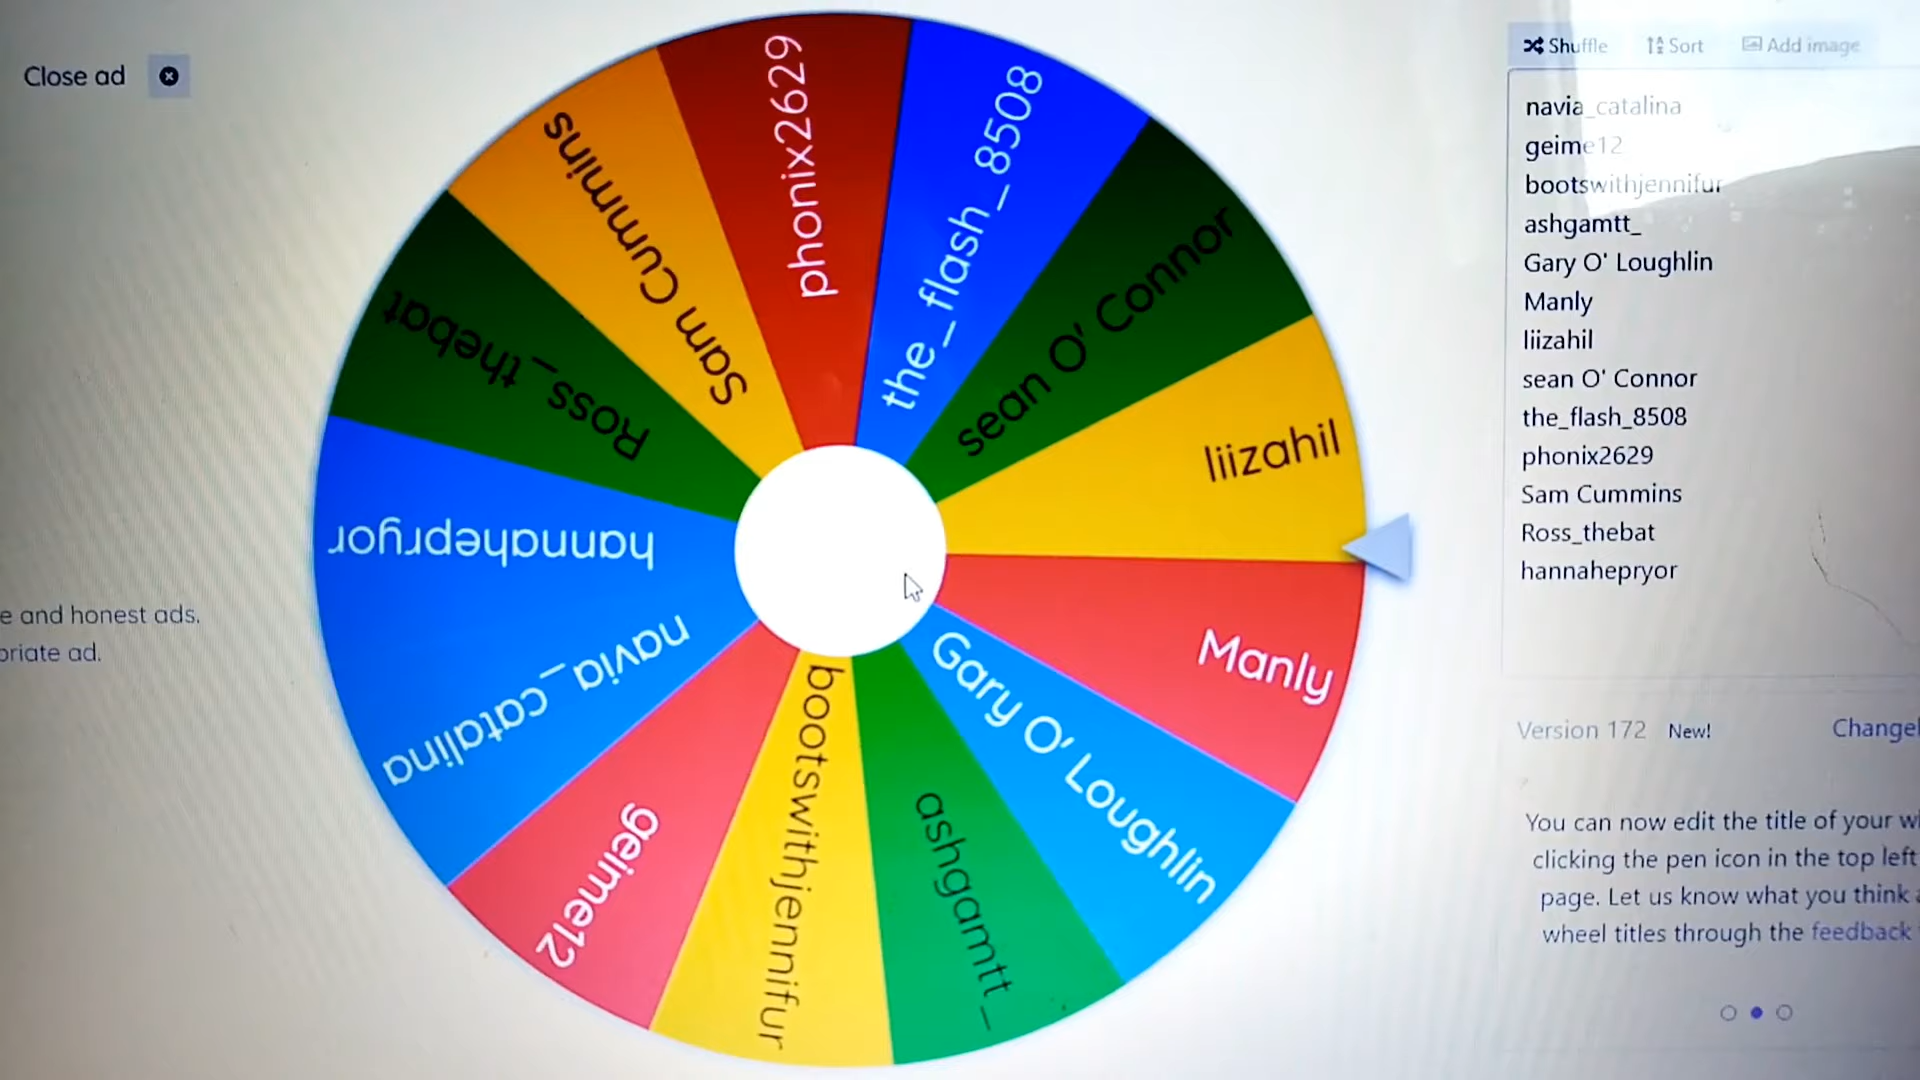 Close ad
e and honest ads.
priate ad.
phonix2629
the_flash_8508
sean O' Connor
liizahil
Manly
Gary O' Loughlin
ashgamtt_
bootswithjennifur
geime12
navia_catalina
hannahepryor
Ross_thebat
Sam Cummins
Shuffle Sort Add image
navia_catalina
geime12
bootswithjennifur
ashgamtt_
Gary O' Loughlin
Manly
liizahil
sean O' Connor
the_flash_8508
phonix2629
Sam Cummins
Ross_thebat
hannahepryor
Version 172 New! Changel
You can now edit the title of your w
clicking the pen icon in the top left
page. Let us know what you think
wheel titles through the feedback